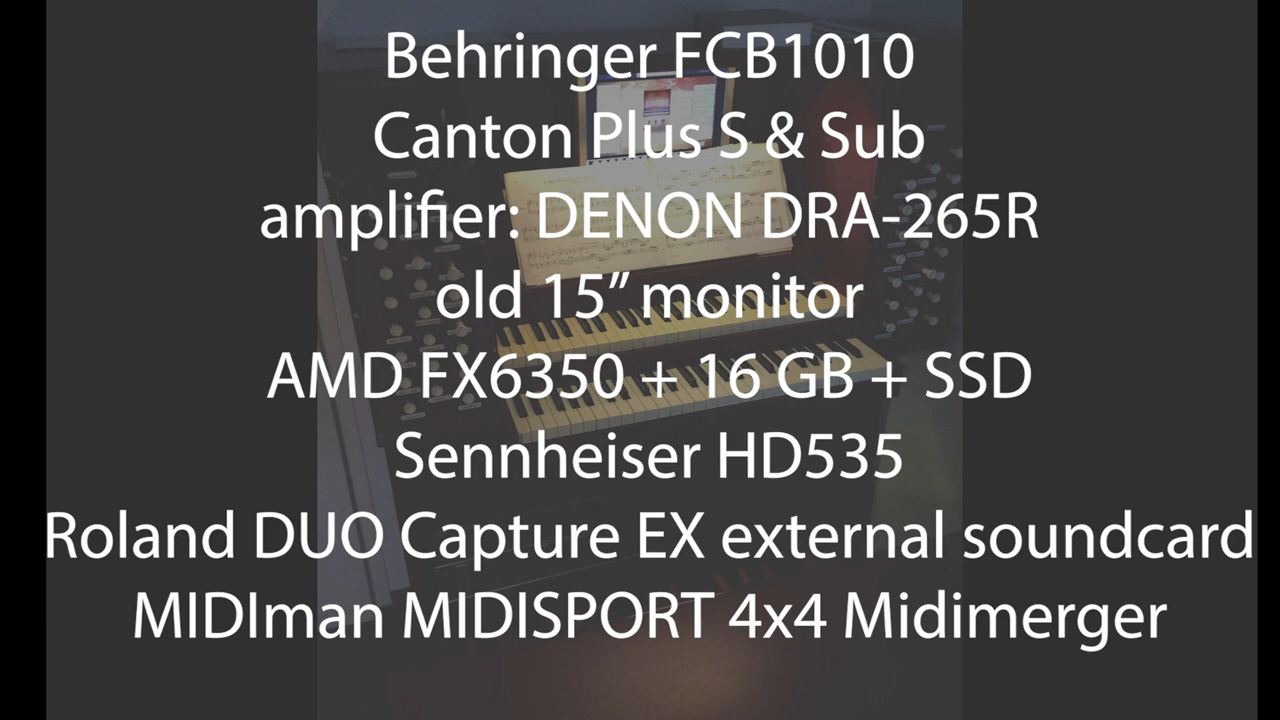 Behringer FCB1010
Canton Plus S & Sub
amplifier: DENON DRA-265R
old 15” monitor
AMD FX6350 + 16 GB + SSD
Sennheiser HD535
Roland DUO Capture EX external soundcard
MIDIman MIDISPORT 4x4 Midimerger